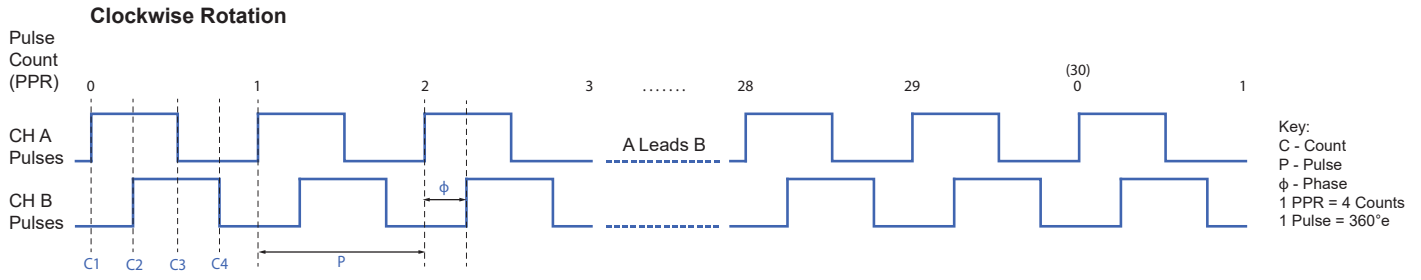 Clockwise Rotation
Pulse
Count
(PPR)
0 1 2 3 ....... 28 29 (30) 0 1
CH A
Pulses
A Leads B
CH B
Pulses
ϕ
C1 C2 C3 C4 P
Key:
C - Count
P - Pulse
ϕ - Phase
1 PPR = 4 Counts
1 Pulse = 360°e